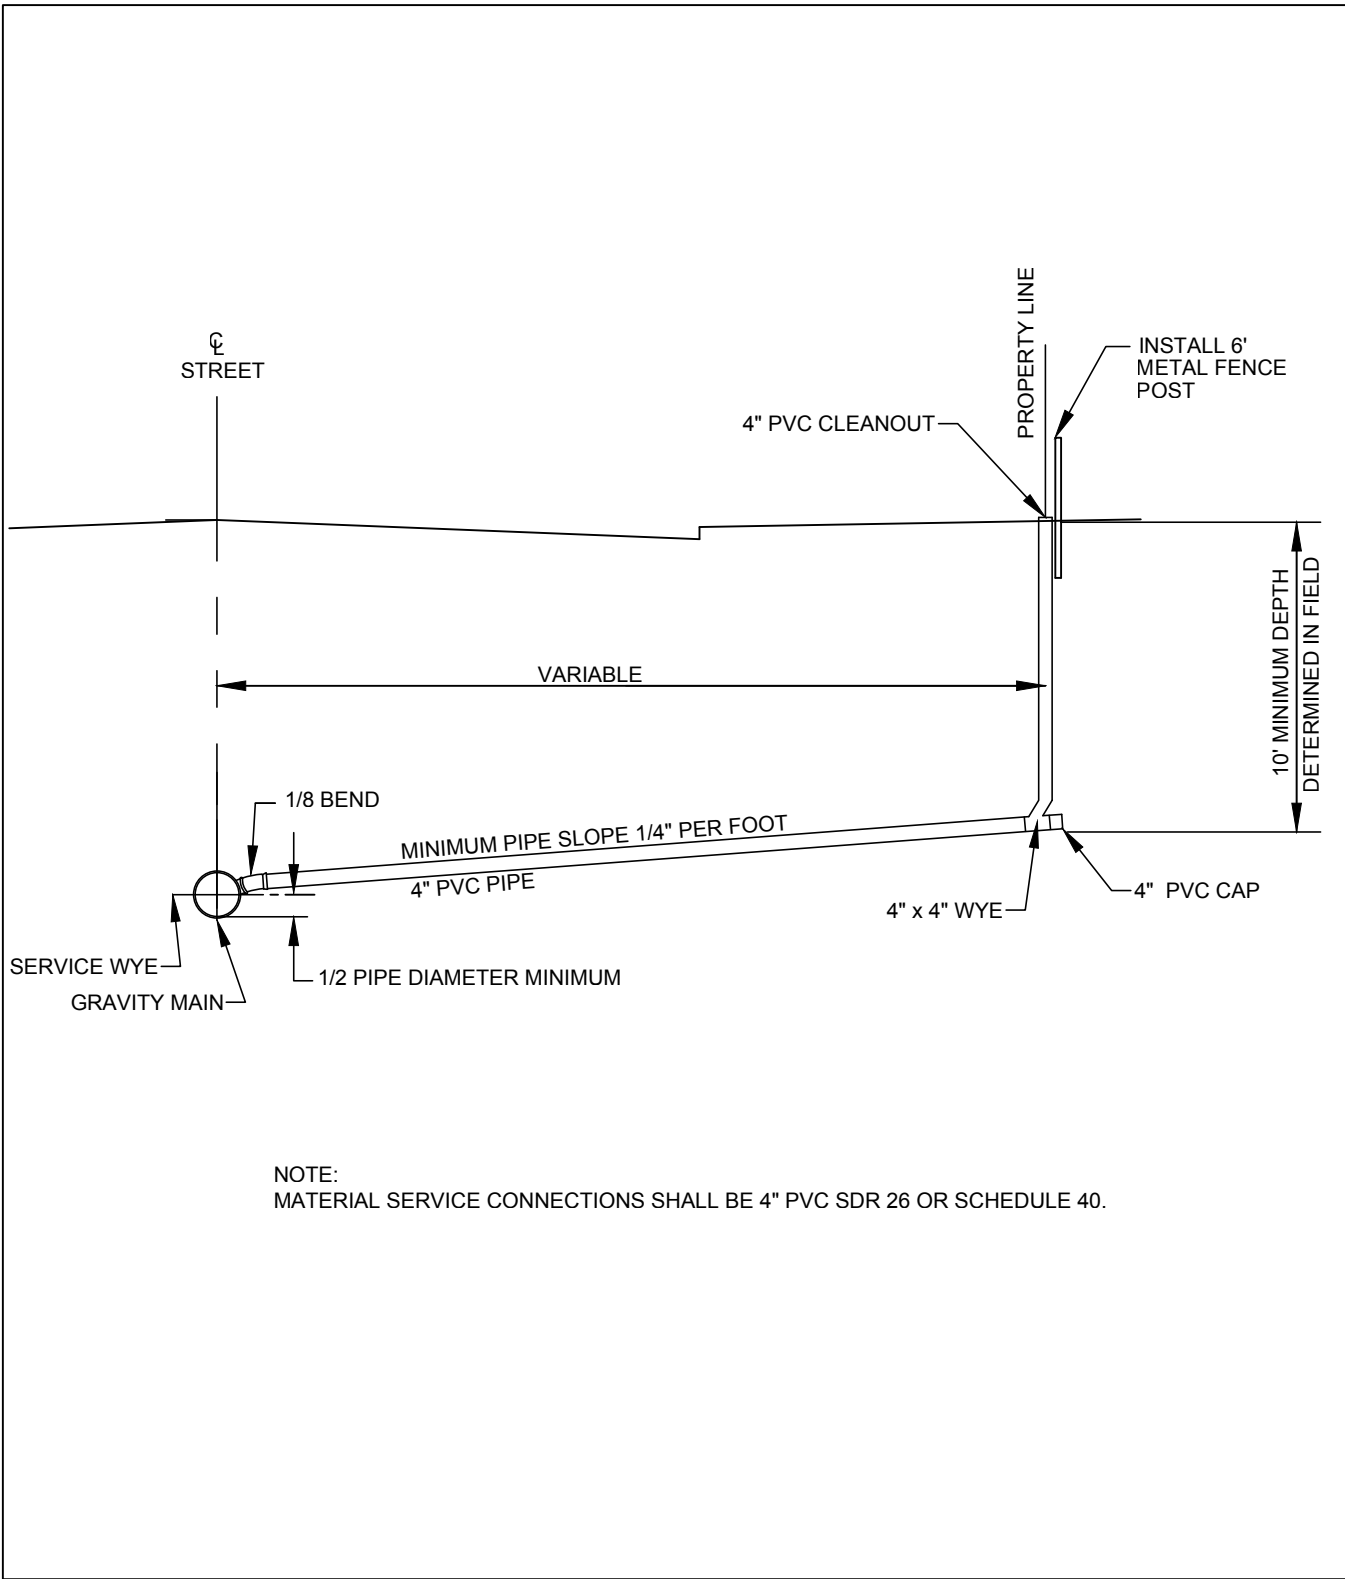 ℄
STREET
PROPERTY LINE
INSTALL 6'
METAL FENCE
POST
4" PVC CLEANOUT
VARIABLE
10' MINIMUM DEPTH
DETERMINED IN FIELD
1/8 BEND
MINIMUM PIPE SLOPE 1/4" PER FOOT
4" PVC PIPE
4" x 4" WYE
4"  PVC CAP
SERVICE WYE
1/2 PIPE DIAMETER MINIMUM
GRAVITY MAIN
NOTE:
MATERIAL SERVICE CONNECTIONS SHALL BE 4" PVC SDR 26 OR SCHEDULE 40.